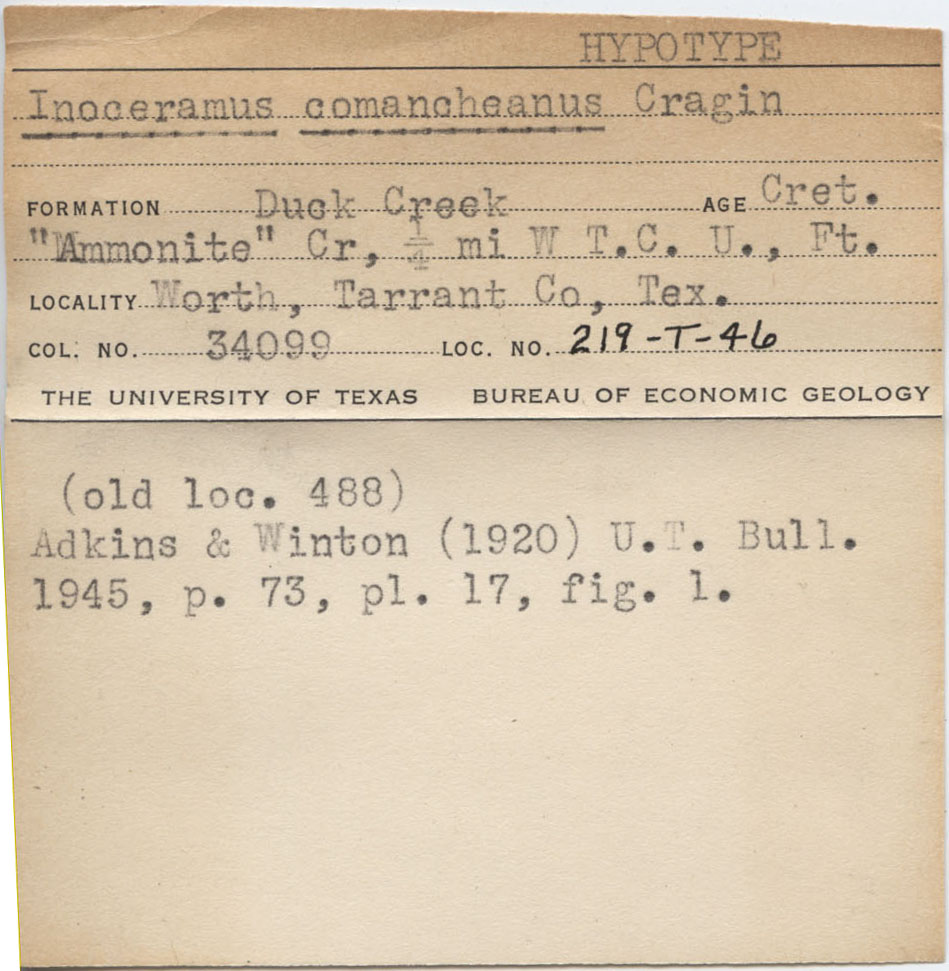 HYPOTYPE
Inoceramus comancheanus Cragin
FORMATION Duck Creek AGE Cret.
"Ammonite" Cr, ¼ mi W T.C. U., Ft.
LOCALITY Worth, Tarrant Co, Tex.
COL. NO. 34099 LOC. NO. 219-T-46
THE UNIVERSITY OF TEXAS BUREAU OF ECONOMIC GEOLOGY
(old loc. 488)
Adkins & Winton (1920) U.T. Bull.
1945, p. 73, pl. 17, fig. 1.